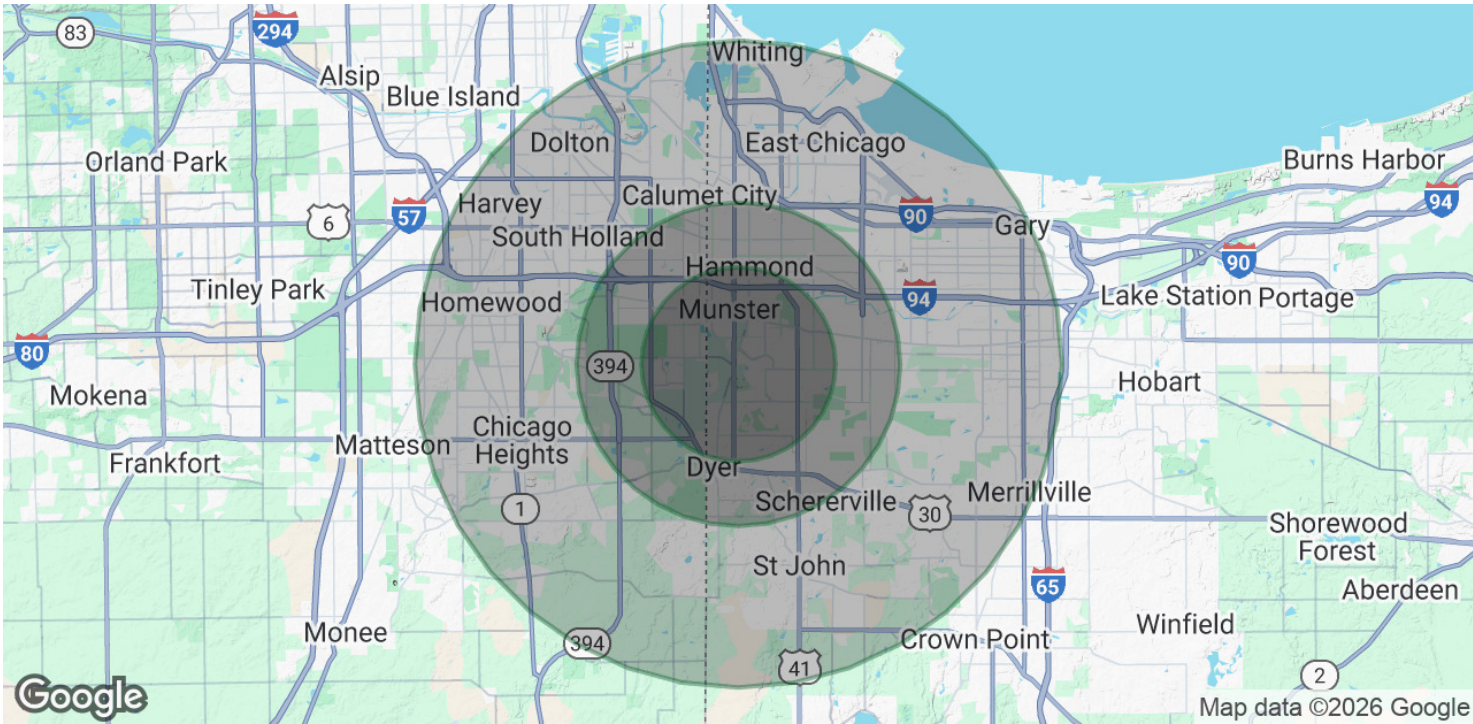 83
294
Whiting
Alsip
Blue Island
Dolton
East Chicago
Orland Park
Burns Harbor
Calumet City
Harvey
94
6
57
90
Gary
South Holland
90
Hammond
Tinley Park
Homewood
94
Lake Station
Portage
Munster
80
394
Hobart
Mokena
Chicago
Heights
Matteson
Frankfort
Dyer
Merrillville
Schererville
1
30
Shorewood
Forest
St John
65
Aberdeen
Monee
394
Crown Point
Winfield
41
2
Google
Map data ©2026 Google